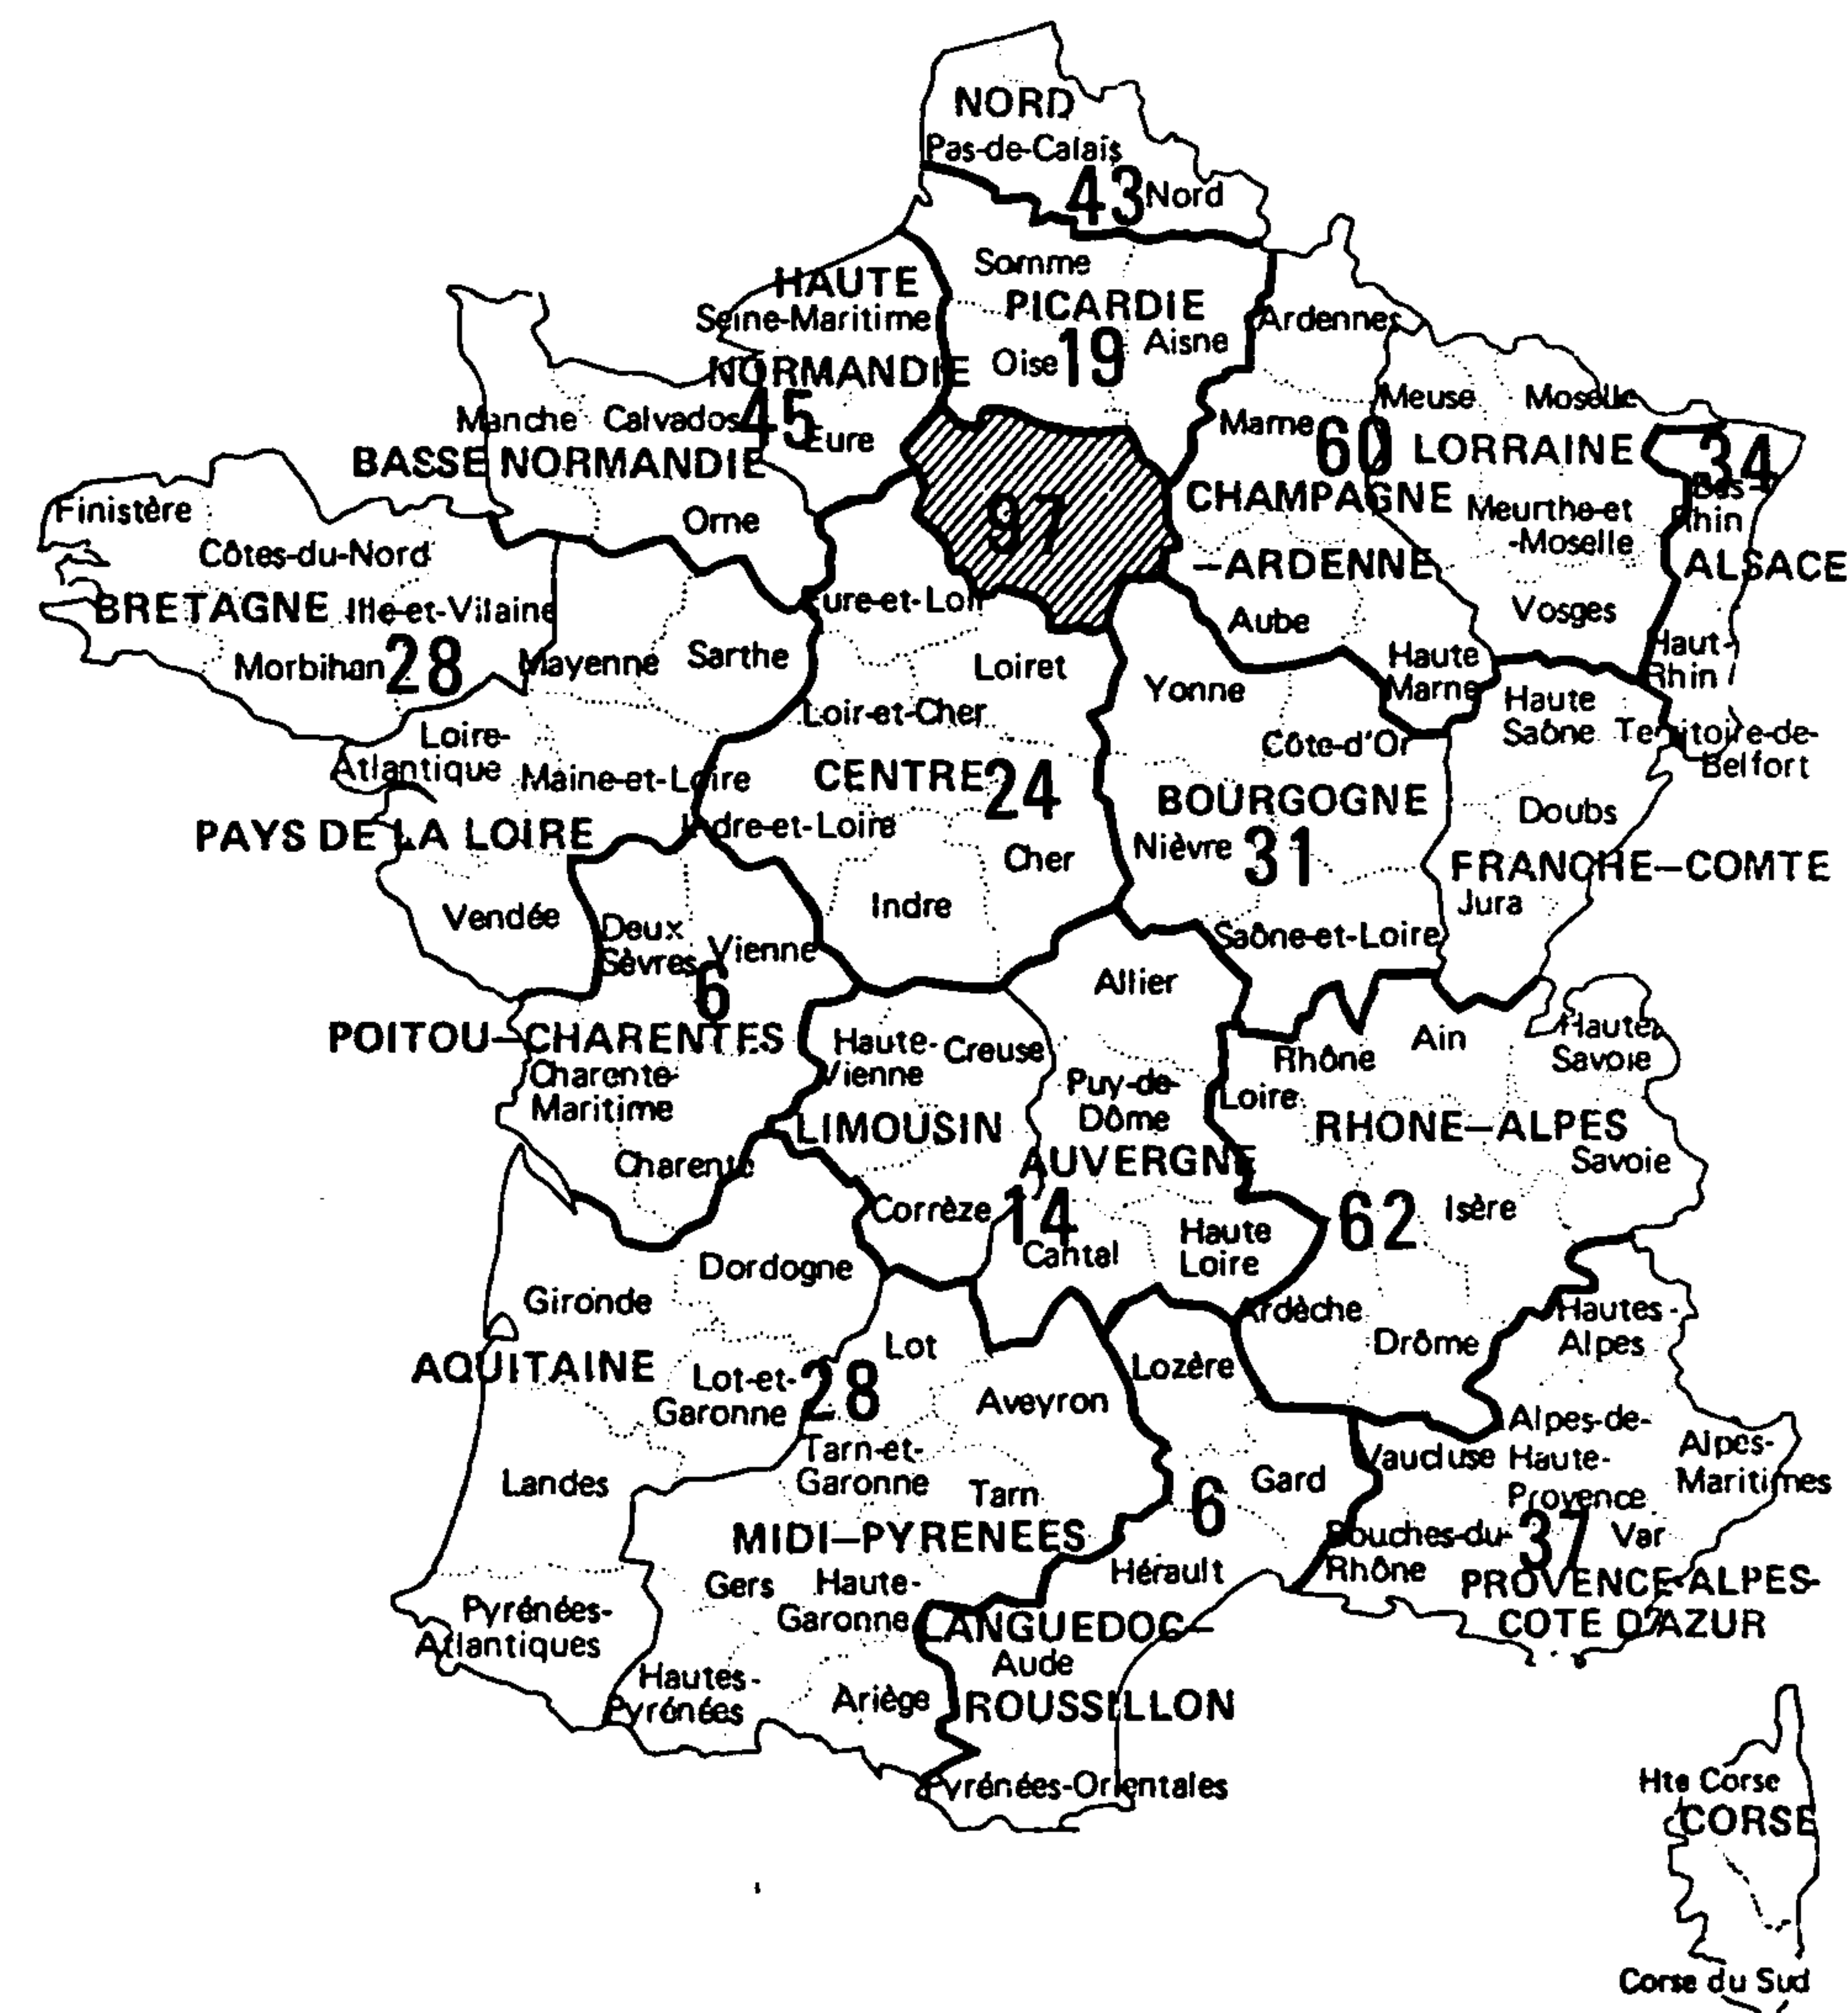 NORD
Pas-de-Calais
43 Nord
Somme
HAUTE
PICARDIE
Seine-Maritime
Ardennes
Oise 19 Aisne
NORMANDIE
Meuse Moselle
Manche Calvados 45 Eure
Marne 60 LORRAINE 34
BASSE NORMANDIE
Bas-
Rhin
CHAMPAGNE
Meurthe-et
-Moselle
97
Finistère
Orne
Côtes-du-Nord
-ARDENNE
ALSACE
BRETAGNE Ille-et-Vilaine
Eure-et-Loir
Aube
Vosges
Morbihan 28
Mayenne Sarthe
Loiret
Haute
Marne
Haut-
Rhin
Yonne
Haute
Saône
Territoire-de-
Belfort
Loir-et-Cher
Loire-
Atlantique
Maine-et-Loire
Côte-d'Or
CENTRE 24
BOURGOGNE
Doubs
PAYS DE LA LOIRE
Indre-et-Loire
Cher
Nièvre 31
FRANCHE-COMTE
Jura
Vendée
Indre
Deux
Sèvres
Vienne
6
Saône-et-Loire
Allier
POITOU-CHARENTES
Haute-
Vienne
Creuse
Rhône
Ain
Haute
Savoie
Charente-
Maritime
Puy-de-
Dôme
Loire
LIMOUSIN
RHONE-ALPES
Charente
AUVERGNE
Savoie
Corrèze 14
Cantal
Haute
Loire
62 Isère
Dordogne
Gironde
Ardèche
Drôme
Hautes-
Alpes
AQUITAINE
Lot
Lozère
Lot-et-
Garonne
28
Aveyron
Alpes-de-
Haute-
Provence
Vaucluse
Alpes-
Maritimes
Landes
Tarn-et-
Garonne
Tarn
6
Gard
MIDI-PYRENEES
Bouches-du-
Rhône
37 Var
Gers
Haute-
Garonne
Hérault
PROVENCE-ALPES-
COTE D'AZUR
Pyrénées-
Atlantiques
LANGUEDOC-
Aude
ROUSSILLON
Hautes-
Pyrénées
Ariège
Pyrénées-Orientales
Hte Corse
CORSE
Corse du Sud